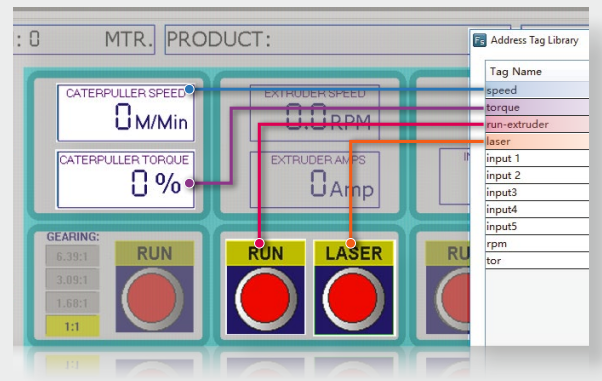 : 0 MTR. PRODUCT:
Fs Address Tag Library
Tag Name
speed
torque
run-extruder
laser
input 1
input 2
input3
input4
input5
rpm
tor
CATERPULLER SPEED
0 M/Min
EXTRUDER SPEED
0.0 RPM
CATERPULLER TORQUE
0 %
EXTRUDER AMPS
0 Amp
GEARING:
6.39:1
3.09:1
1.68:1
1:1
RUN
RUN
LASER